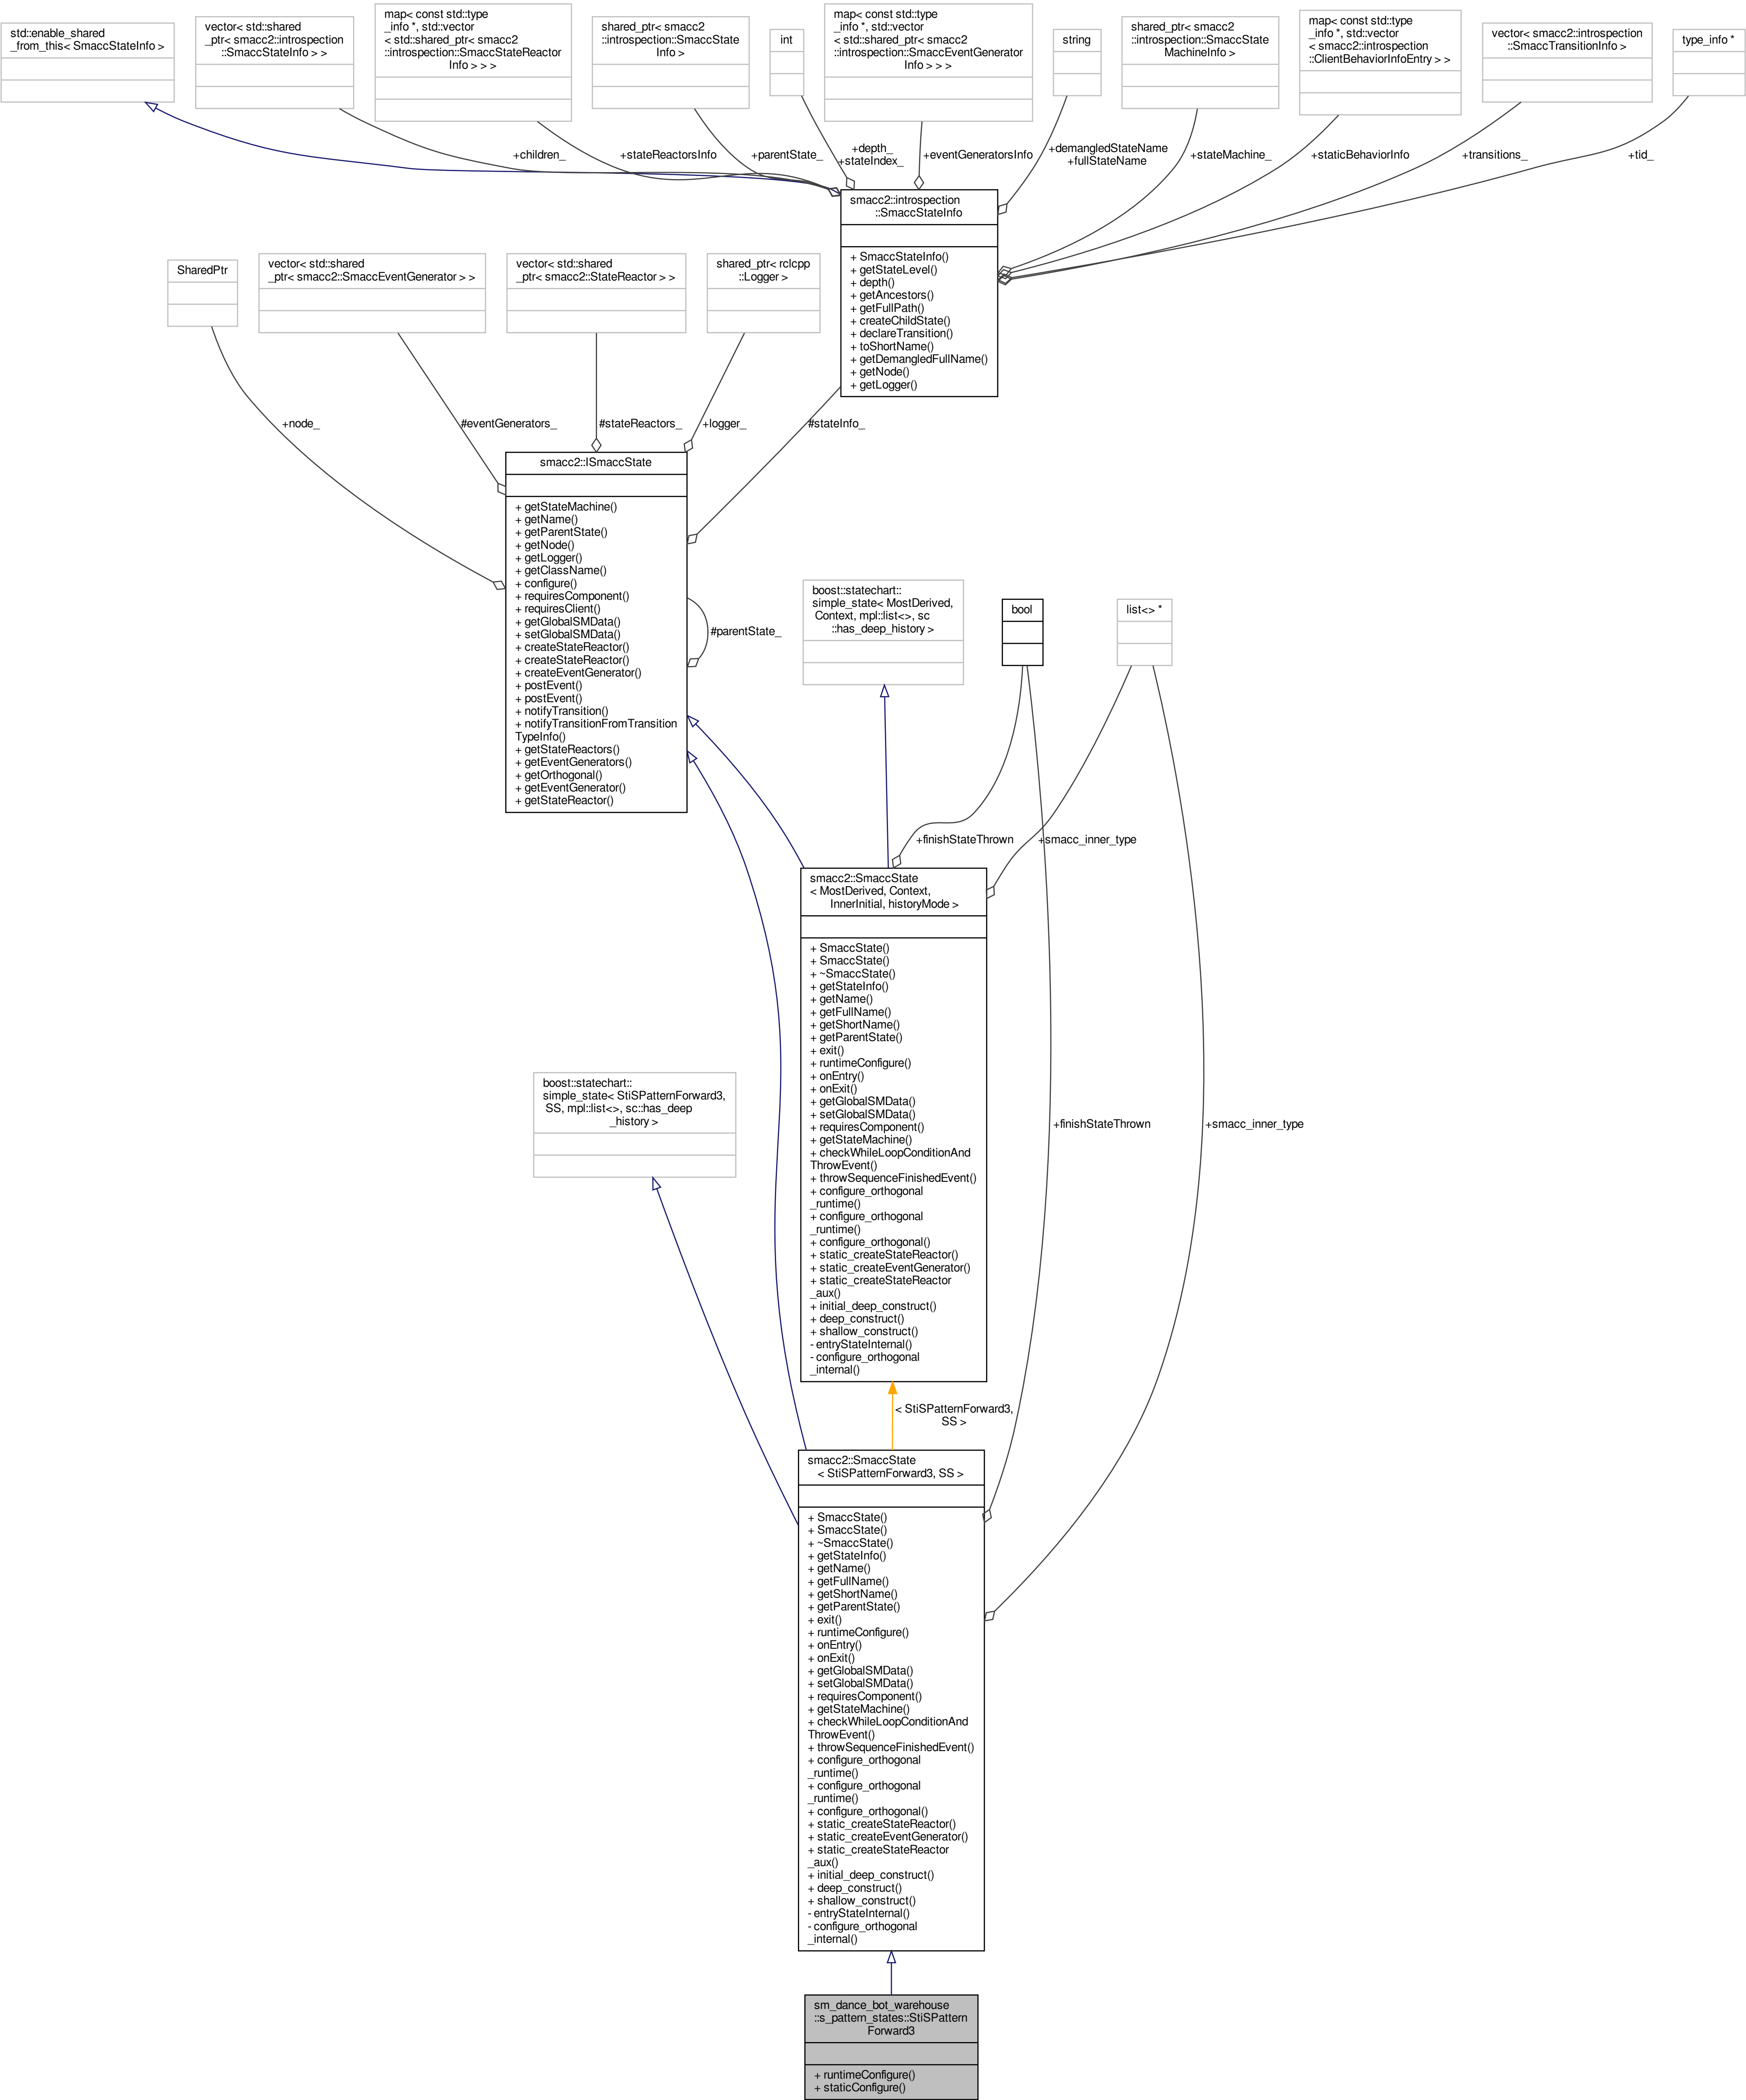 std::enable_shared
_from_this< SmaccStateInfo >
vector< std::shared
_ptr< smacc2::introspection
::SmaccStateInfo > >
map< const std::type
_info *, std::vector
< std::shared_ptr< smacc2
::introspection::SmaccStateReactor
Info > > >
shared_ptr< smacc2
::introspection::SmaccState
Info >
int
map< const std::type
_info *, std::vector
< std::shared_ptr< smacc2
::introspection::SmaccEventGenerator
Info > > >
string
shared_ptr< smacc2
::introspection::SmaccState
MachineInfo >
map< const std::type
_info *, std::vector
< smacc2::introspection
::ClientBehaviorInfoEntry > >
vector< smacc2::introspection
::SmaccTransitionInfo >
type_info *
+children_
+stateReactorsInfo
+parentState_
+depth_
+stateIndex_
+eventGeneratorsInfo
+demangledStateName
+fullStateName
+stateMachine_
+staticBehaviorInfo
+transitions_
+tid_
smacc2::introspection
::SmaccStateInfo
+ SmaccStateInfo()
+ getStateLevel()
+ depth()
+ getAncestors()
+ getFullPath()
+ createChildState()
+ declareTransition()
+ toShortName()
+ getDemangledFullName()
+ getNode()
+ getLogger()
SharedPtr
vector< std::shared
_ptr< smacc2::SmaccEventGenerator > >
vector< std::shared
_ptr< smacc2::StateReactor > >
shared_ptr< rclcpp
::Logger >
+node_
#eventGenerators_
#stateReactors_
+logger_
#stateInfo_
smacc2::ISmaccState
+ getStateMachine()
+ getName()
+ getParentState()
+ getNode()
+ getLogger()
+ getClassName()
+ configure()
+ requiresComponent()
+ requiresClient()
+ getGlobalSMData()
+ setGlobalSMData()
+ createStateReactor()
+ createStateReactor()
+ createEventGenerator()
+ postEvent()
+ postEvent()
+ notifyTransition()
+ notifyTransitionFromTransition
TypeInfo()
+ getStateReactors()
+ getEventGenerators()
+ getOrthogonal()
+ getEventGenerator()
+ getStateReactor()
#parentState_
boost::statechart::
simple_state< MostDerived,
Context, mpl::list<>, sc
::has_deep_history >
bool
list<> *
+finishStateThrown
+smacc_inner_type
smacc2::SmaccState
< MostDerived, Context,
InnerInitial, historyMode >
+ SmaccState()
+ SmaccState()
+ ~SmaccState()
+ getStateInfo()
+ getName()
+ getFullName()
+ getShortName()
+ getParentState()
+ exit()
+ runtimeConfigure()
+ onEntry()
+ onExit()
+ getGlobalSMData()
+ setGlobalSMData()
+ requiresComponent()
+ getStateMachine()
+ checkWhileLoopConditionAnd
ThrowEvent()
+ throwSequenceFinishedEvent()
+ configure_orthogonal
_runtime()
+ configure_orthogonal
_runtime()
+ configure_orthogonal()
+ static_createStateReactor()
+ static_createEventGenerator()
+ static_createStateReactor
_aux()
+ initial_deep_construct()
+ deep_construct()
+ shallow_construct()
- entryStateInternal()
- configure_orthogonal
_internal()
boost::statechart::
simple_state< StiSPatternForward3,
SS, mpl::list<>, sc::has_deep
_history >
+finishStateThrown
+smacc_inner_type
< StiSPatternForward3,
SS >
smacc2::SmaccState
< StiSPatternForward3, SS >
+ SmaccState()
+ SmaccState()
+ ~SmaccState()
+ getStateInfo()
+ getName()
+ getFullName()
+ getShortName()
+ getParentState()
+ exit()
+ runtimeConfigure()
+ onEntry()
+ onExit()
+ getGlobalSMData()
+ setGlobalSMData()
+ requiresComponent()
+ getStateMachine()
+ checkWhileLoopConditionAnd
ThrowEvent()
+ throwSequenceFinishedEvent()
+ configure_orthogonal
_runtime()
+ configure_orthogonal
_runtime()
+ configure_orthogonal()
+ static_createStateReactor()
+ static_createEventGenerator()
+ static_createStateReactor
_aux()
+ initial_deep_construct()
+ deep_construct()
+ shallow_construct()
- entryStateInternal()
- configure_orthogonal
_internal()
sm_dance_bot_warehouse
::s_pattern_states::StiSPattern
Forward3
+ runtimeConfigure()
+ staticConfigure()